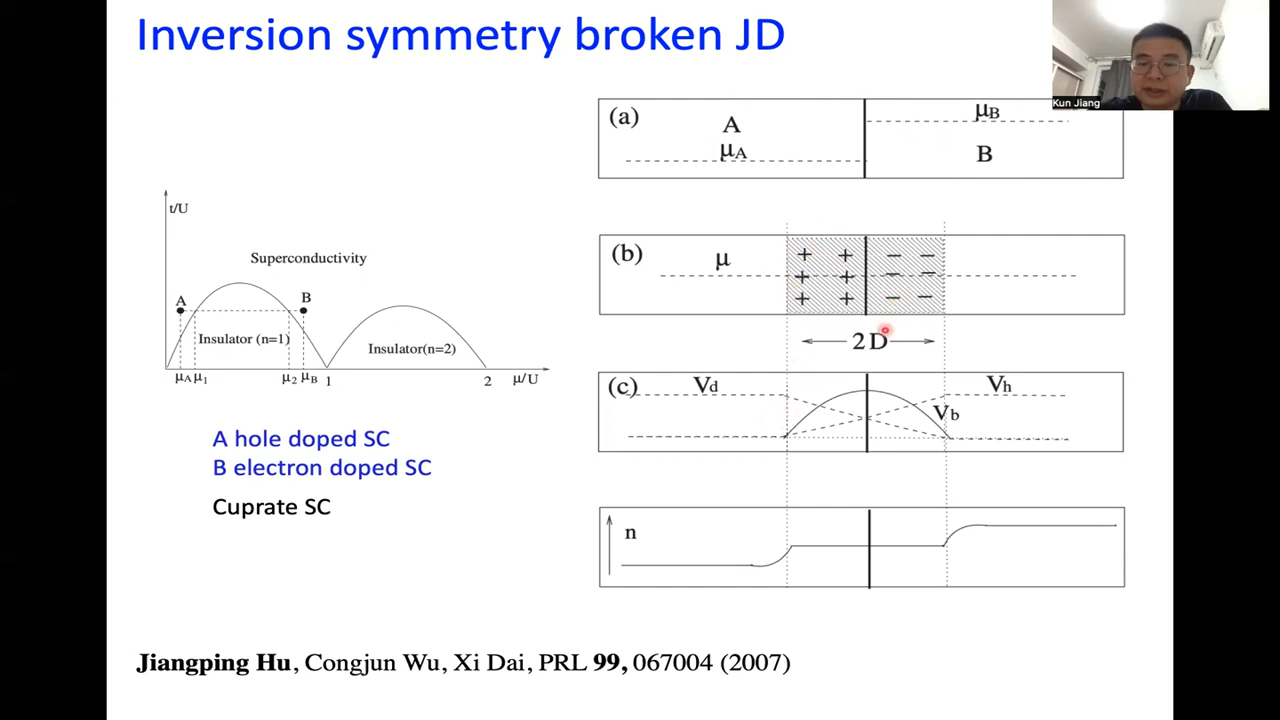 Inversion symmetry broken JD
Kun Jiang
(a)
A
μA
μB
B
t/U
Superconductivity
A
B
Insulator (n=1)
Insulator(n=2)
μA μ1
μ2 μB 1
2
μ/U
(b)
μ
+ + − −
+ + − −
+ + − −
2D
(c)
Vd
Vh
Vb
A hole doped SC
B electron doped SC
Cuprate SC
n
Jiangping Hu, Congjun Wu, Xi Dai, PRL 99, 067004 (2007)